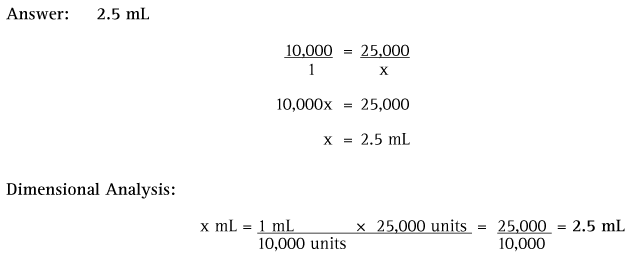 Answer: 2.5 mL
10,000 = 25,000
1 x
10,000x = 25,000
x = 2.5 mL
Dimensional Analysis:
x mL = 1 mL x 25,000 units = 25,000 = 2.5 mL
10,000 units 10,000